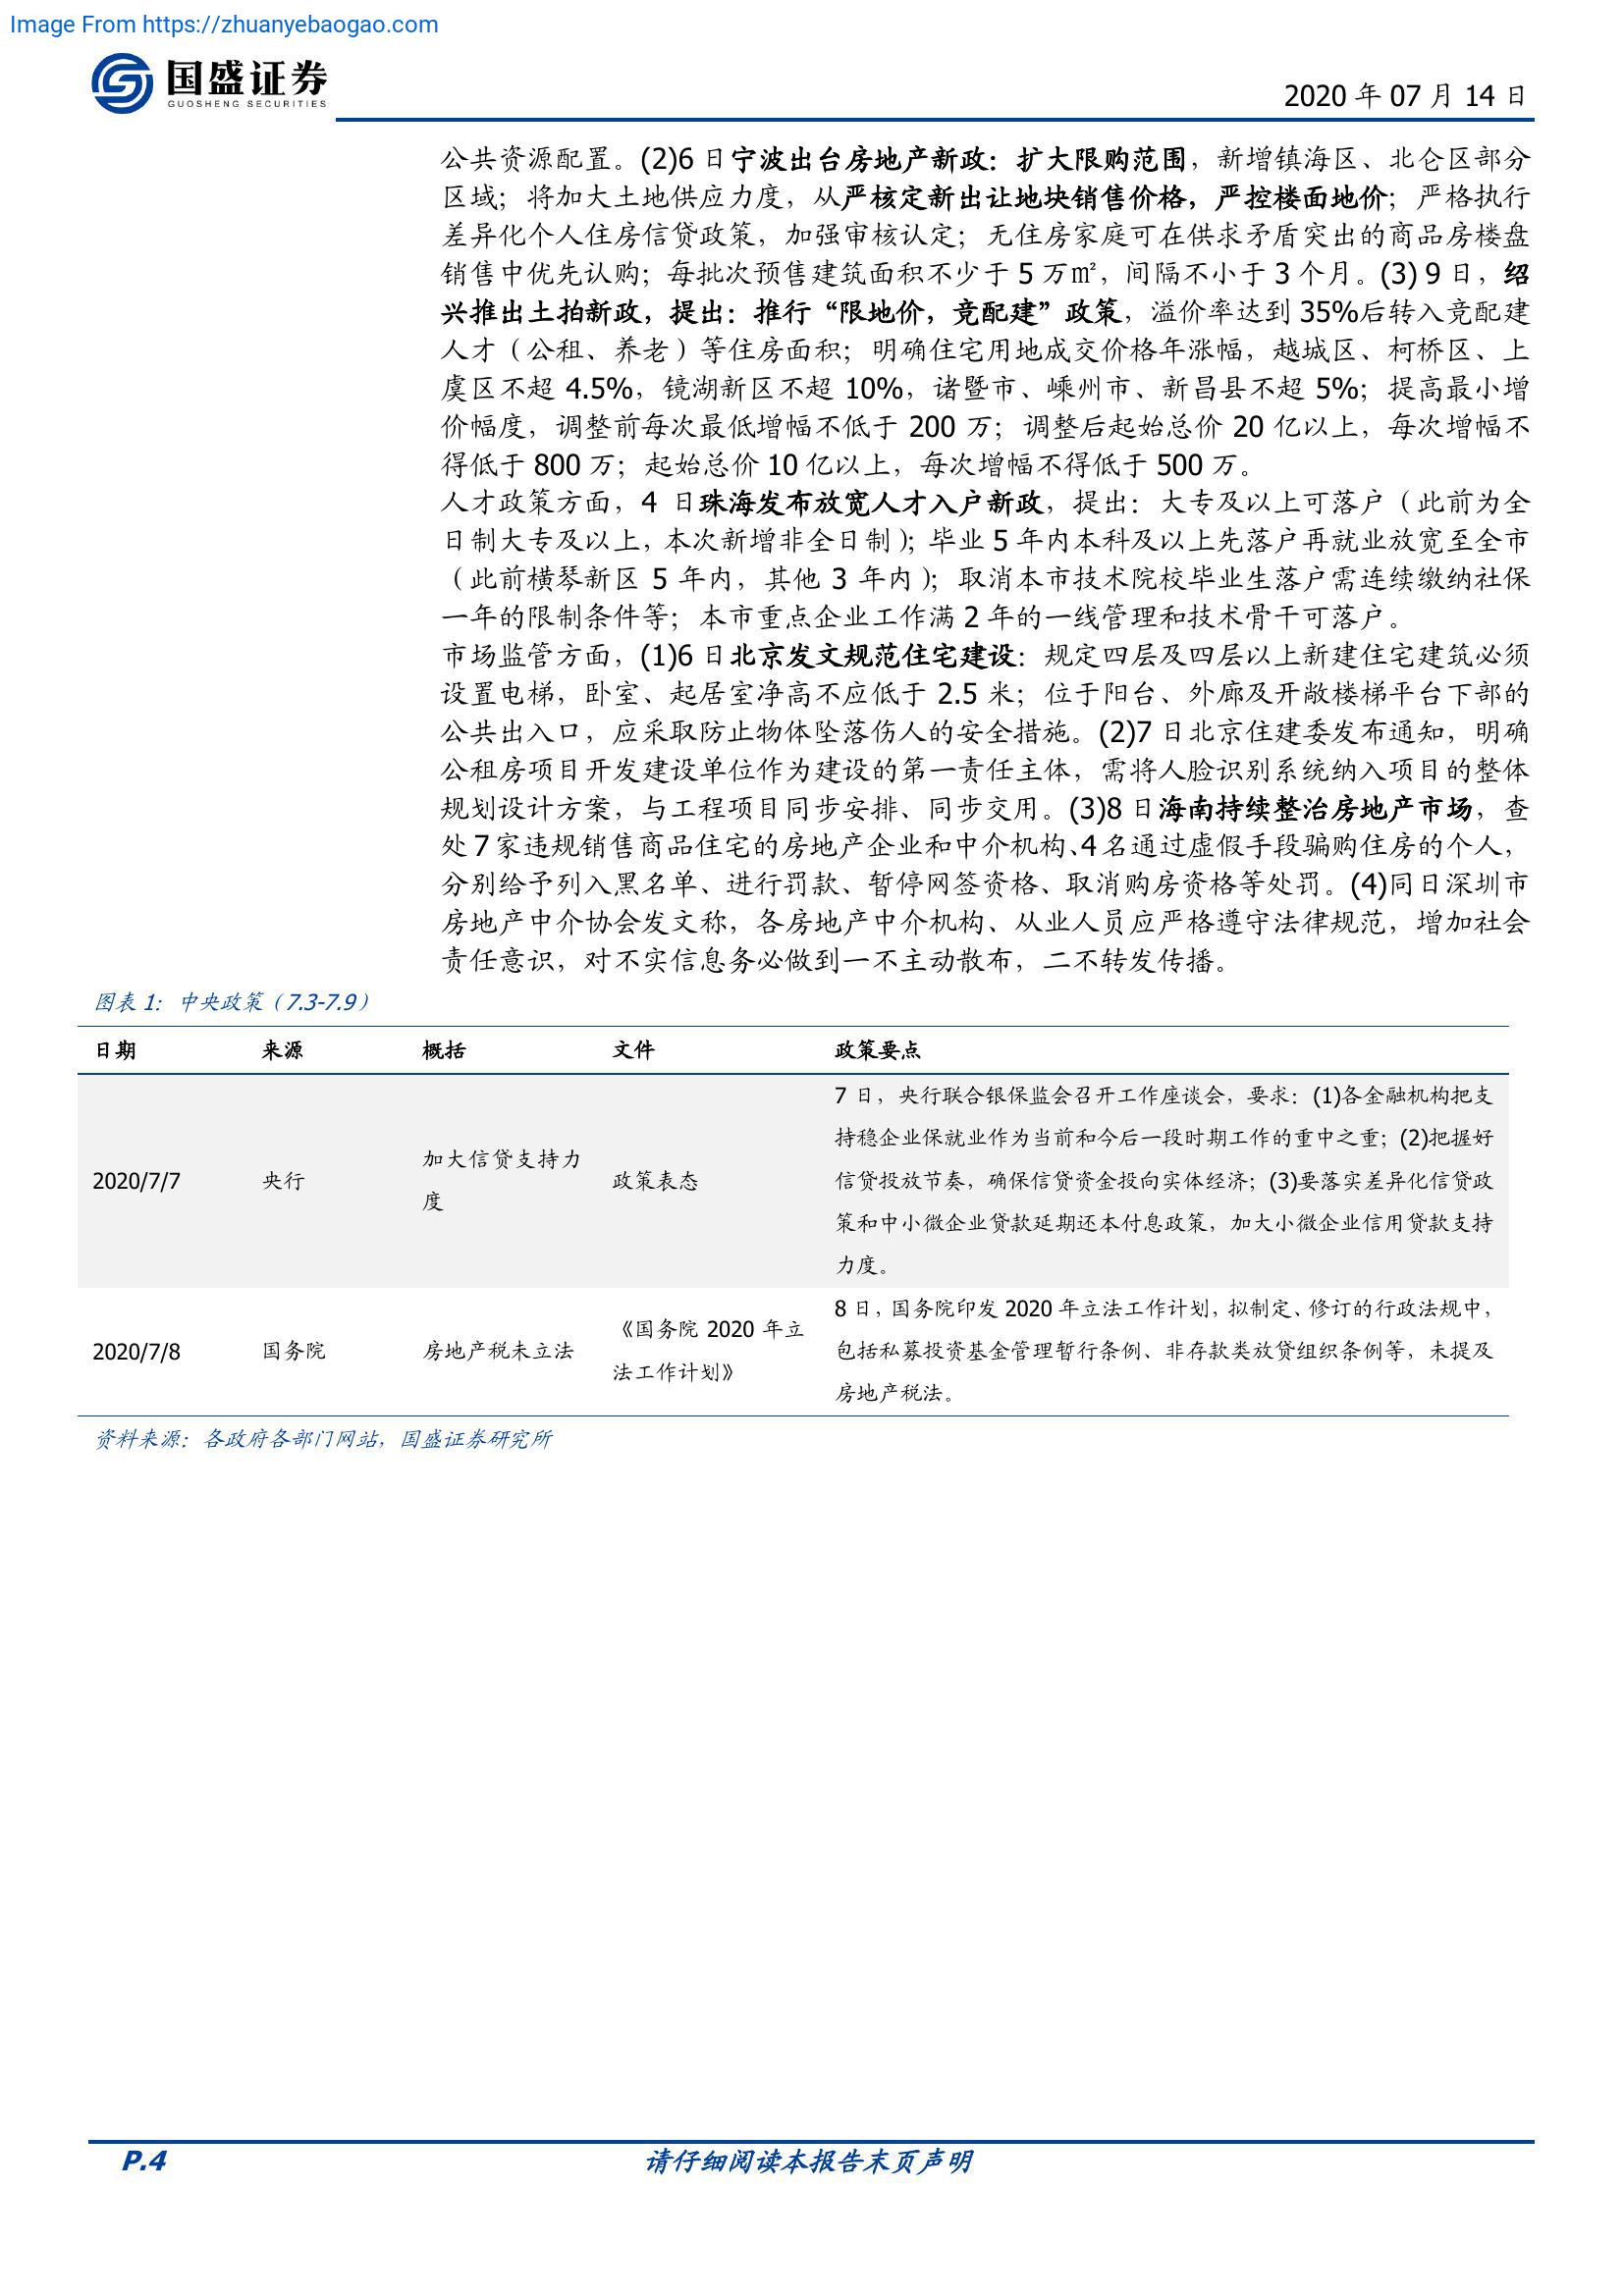 Image From https://zhuanyebaogao.com
国盛证券
GUOSHENG SECURITIES
2020 年 07 月 14 日
公共资源配置。(2)6 日宁波出台房地产新政：扩大限购范围，新增镇海区、北仑区部分
区域；将加大土地供应力度，从严核定新出让地块销售价格，严控楼面地价；严格执行
差异化个人住房信贷政策，加强审核认定；无住房家庭可在供求矛盾突出的商品房楼盘
销售中优先认购；每批次预售建筑面积不少于 5 万㎡，间隔不小于 3 个月。(3) 9 日，绍
兴推出土拍新政，提出：推行“限地价，竞配建”政策，溢价率达到 35%后转入竞配建
人才（公租、养老）等住房面积；明确住宅用地成交价格年涨幅，越城区、柯桥区、上
虞区不超 4.5%，镜湖新区不超 10%，诸暨市、嵊州市、新昌县不超 5%；提高最小增
价幅度，调整前每次最低增幅不低于 200 万；调整后起始总价 20 亿以上，每次增幅不
得低于 800 万；起始总价 10 亿以上，每次增幅不得低于 500 万。
人才政策方面，4 日珠海发布放宽人才入户新政，提出：大专及以上可落户（此前为全
日制大专及以上，本次新增非全日制）；毕业 5 年内本科及以上先落户再就业放宽至全市
（此前横琴新区 5 年内，其他 3 年内）；取消本市技术院校毕业生落户需连续缴纳社保
一年的限制条件等；本市重点企业工作满 2 年的一线管理和技术骨干可落户。
市场监管方面，(1)6 日北京发文规范住宅建设：规定四层及四层以上新建住宅建筑必须
设置电梯，卧室、起居室净高不应低于 2.5 米；位于阳台、外廊及开敞楼梯平台下部的
公共出入口，应采取防止物体坠落伤人的安全措施。(2)7 日北京住建委发布通知，明确
公租房项目开发建设单位作为建设的第一责任主体，需将人脸识别系统纳入项目的整体
规划设计方案，与工程项目同步安排、同步交用。(3)8 日海南持续整治房地产市场，查
处 7 家违规销售商品住宅的房地产企业和中介机构、4 名通过虚假手段骗购住房的个人，
分别给予列入黑名单、进行罚款、暂停网签资格、取消购房资格等处罚。(4)同日深圳市
房地产中介协会发文称，各房地产中介机构、从业人员应严格遵守法律规范，增加社会
责任意识，对不实信息务必做到一不主动散布，二不转发传播。
图表 1：中央政策（7.3-7.9）
日期 来源 概括 文件 政策要点
7 日，央行联合银保监会召开工作座谈会，要求：(1)各金融机构把支
持稳企业保就业作为当前和今后一段时期工作的重中之重；(2)把握好
2020/7/7 央行 加大信贷支持力 政策表态 信贷投放节奏，确保信贷资金投向实体经济；(3)要落实差异化信贷政
度 策和中小微企业贷款延期还本付息政策，加大小微企业信用贷款支持
力度。
8 日，国务院印发 2020 年立法工作计划，拟制定、修订的行政法规中，
2020/7/8 国务院 房地产税未立法 《国务院 2020 年立 包括私募投资基金管理暂行条例、非存款类放贷组织条例等，未提及
法工作计划》 房地产税法。
资料来源：各政府各部门网站，国盛证券研究所
P.4 请仔细阅读本报告末页声明